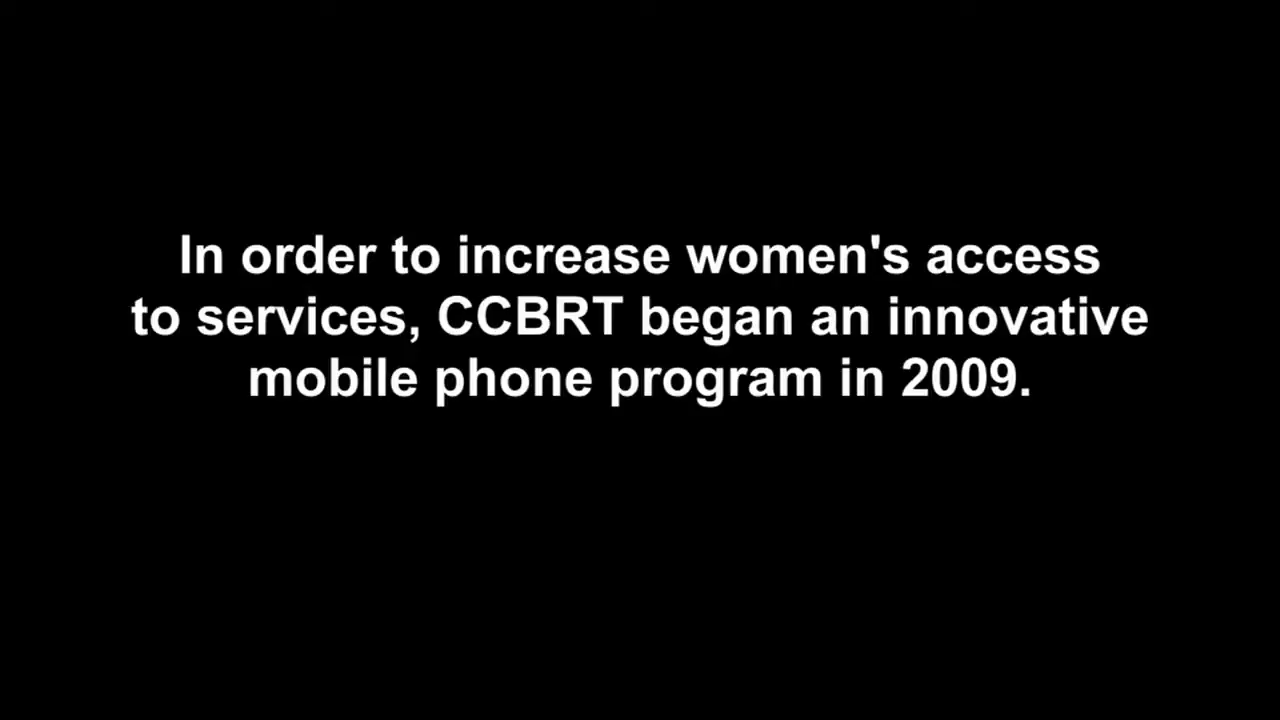 In order to increase women's access
to services, CCBRT began an innovative
mobile phone program in 2009.